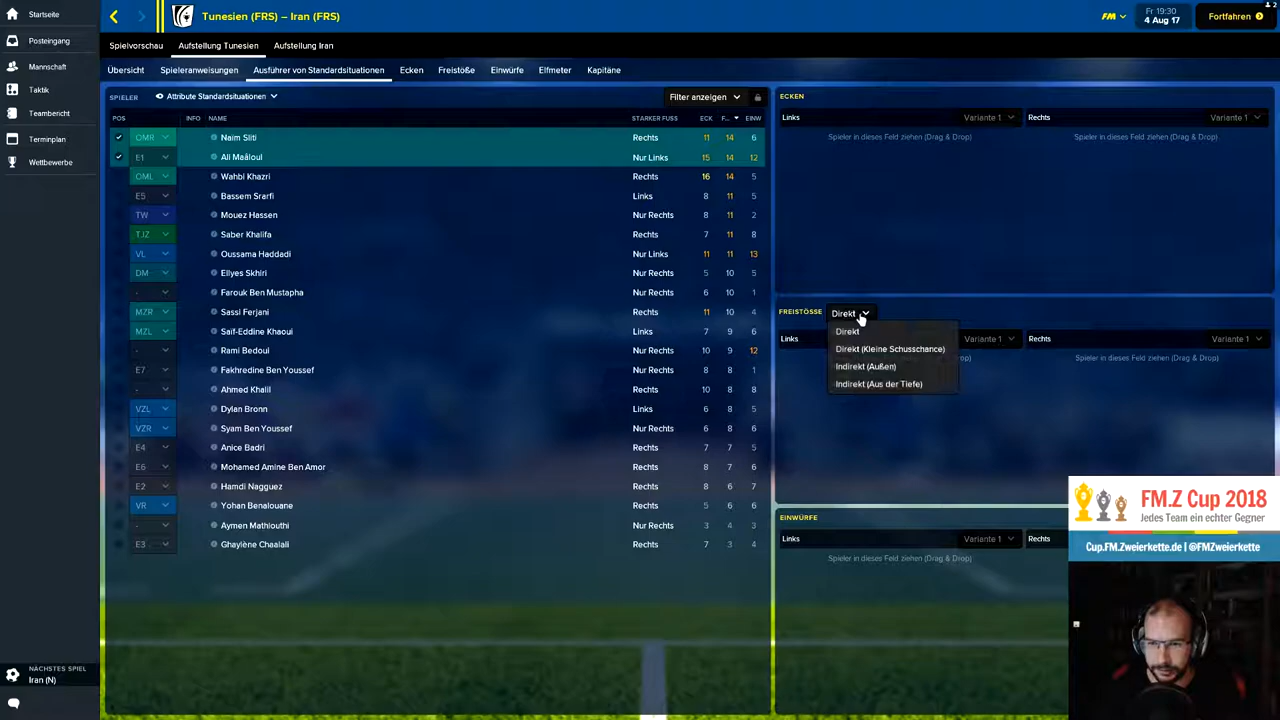 Startseite
Posteingang
Mannschaft
Taktik
Teambericht
Terminplan
Wettbewerbe
NÄCHSTES SPIEL
Iran (N)
Tunesien (FRS) – Iran (FRS)
FM
Fr 19:30
4 Aug 17
2
Fortfahren
Spielvorschau Aufstellung Tunesien Aufstellung Iran
Übersicht Spieleranweisungen Ausführer von Standardsituationen Ecken Freistöße Einwürfe Elfmeter Kapitäne
SPIELER Attribute Standardsituationen Filter anzeigen
POS INFO NAME STARKER FUSS ECK F... EINW
OMR Naïm Sliti Rechts 11 14 6
E1 Ali Maâloul Nur Links 15 14 12
OML Wahbi Khazri Rechts 16 14 5
E5 Bassem Srarfi Links 8 11 5
TW Mouez Hassen Nur Rechts 8 11 2
T.IZ Saber Khalifa Rechts 7 11 8
VL Oussama Haddadi Nur Links 11 11 13
DM Ellyes Skhiri Nur Rechts 5 10 5
- Farouk Ben Mustapha Nur Rechts 6 10 1
MZR Sassi Ferjani Rechts 11 10 4
MZL Saîf-Eddine Khaoui Links 7 9 6
- Rami Bedoui Nur Rechts 10 9 12
E7 Fakhredine Ben Youssef Nur Rechts 8 8 1
- Ahmed Khalil Rechts 10 8 8
VZL Dylan Bronn Links 6 8 5
VZR Syam Ben Youssef Nur Rechts 6 8 6
E4 Anice Badri Rechts 7 7 5
E6 Mohamed Amine Ben Amor Rechts 8 7 6
E2 Hamdi Nagguez Rechts 8 6 7
VR Yohan Benalouane Rechts 5 6 6
- Aymen Mathlouthi Nur Rechts 3 4 3
E3 Ghaylène Chaalali Rechts 7 3 4
ECKEN
Links Variante 1 Rechts Variante 1
Spieler in dieses Feld ziehen (Drag & Drop) Spieler in dieses Feld ziehen (Drag & Drop)
FREISTÖSSE Direkt
Direkt
Direkt (Kleine Schusschance)
Indirekt (Außen)
Indirekt (Aus der Tiefe)
Links Variante 1 Rechts Variante 1
Drop) Spieler in dieses Feld ziehen (Drag & Drop)
EINWÜRFE
Links Variante 1 Rechts
Spieler in dieses Feld ziehen (Drag & Drop)
FM.Z Cup 2018
Jedes Team ein echter Gegner
Cup.FM.Zweierkette.de | @FMZweierkette